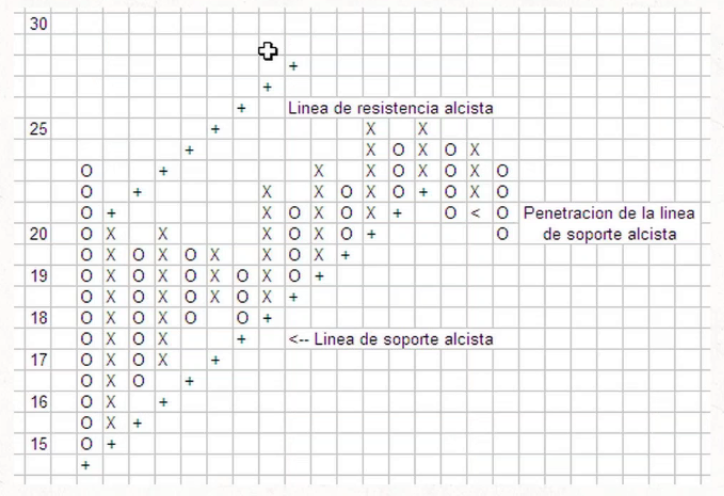 30
+
+
+ Linea de resistencia alcista
25 + X X
+ X O X O X
O + X X O X O X O
O + X X O X O + O X O
O + X O X O X + O < O Penetracion de la linea
20 O X X X O X O + O de soporte alcista
O X O X O X X O X O +
19 O X O X O X O X O +
O X O X O X O X +
18 O X O X O O +
O X O X + <-- Linea de soporte alcista
17 O X O X +
O X O +
16 O X +
O X +
15 O +
+